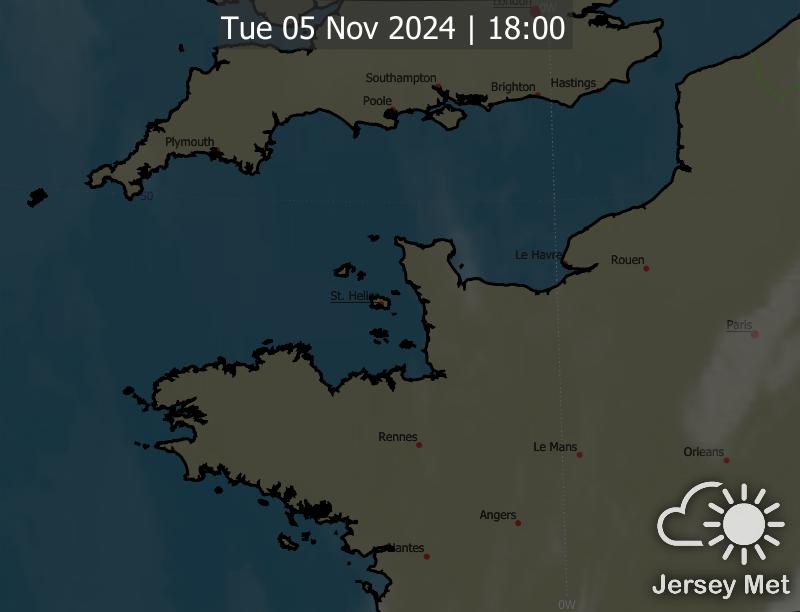 London
0W
Tue 05 Nov 2024 | 18:00
Southampton
Brighton
Hastings
Poole
Plymouth
50
Le Havre
Rouen
St. Helier
Paris
Rennes
Le Mans
Orleans
Angers
Nantes
Jersey Met
0W